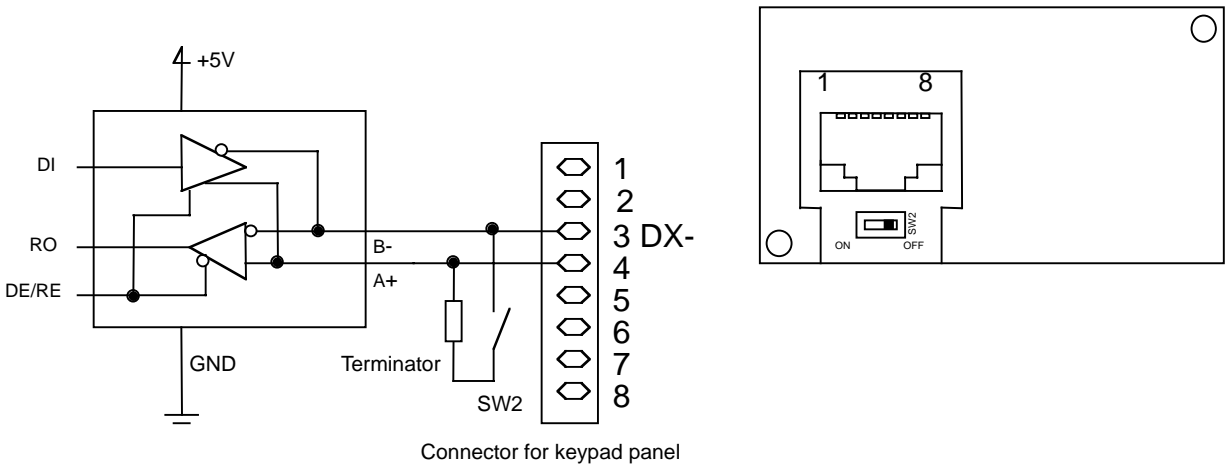 +5V
DI
RO
DE/RE
B-
A+
GND
Terminator
SW2
1
2
3 DX-
4
5
6
7
8
Connector for keypad panel
1 8
SW2
ON OFF